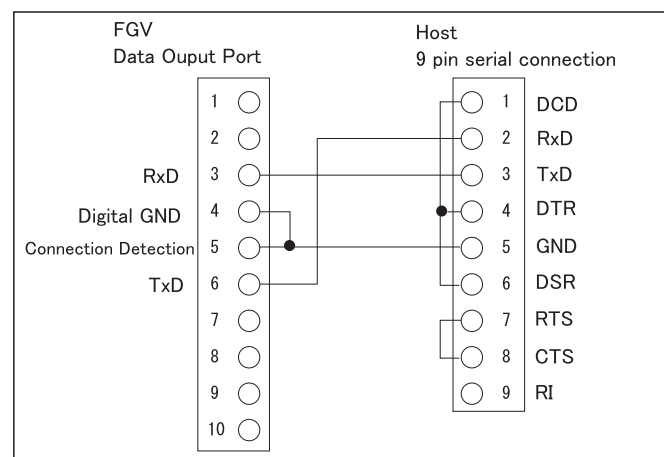 FGV
Data Ouput Port
Host
9 pin serial connection
1
2
RxD 3
Digital GND 4
Connection Detection 5
TxD 6
7
8
9
10
1 DCD
2 RxD
3 TxD
4 DTR
5 GND
6 DSR
7 RTS
8 CTS
9 RI